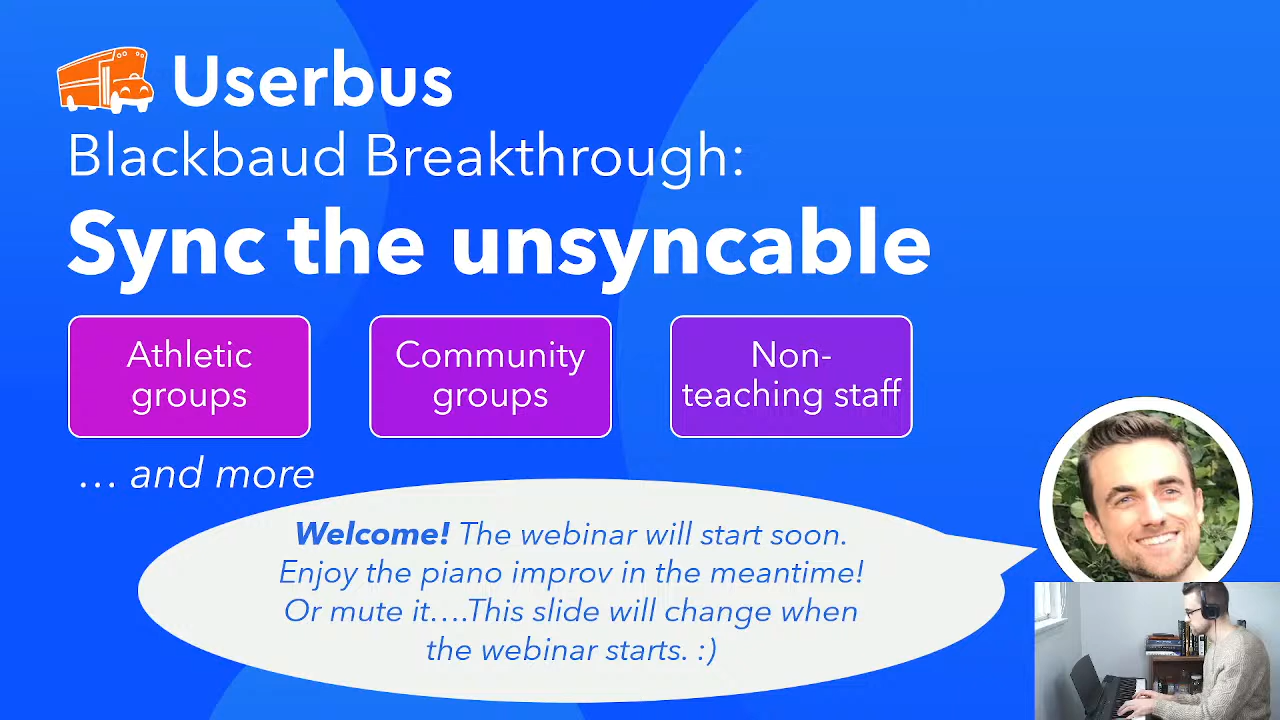 Userbus
Blackbaud Breakthrough:
Sync the unsyncable
Athletic
groups
Community
groups
Non-
teaching staff
... and more
Welcome! The webinar will start soon.
Enjoy the piano improv in the meantime!
Or mute it....This slide will change when
the webinar starts. :)